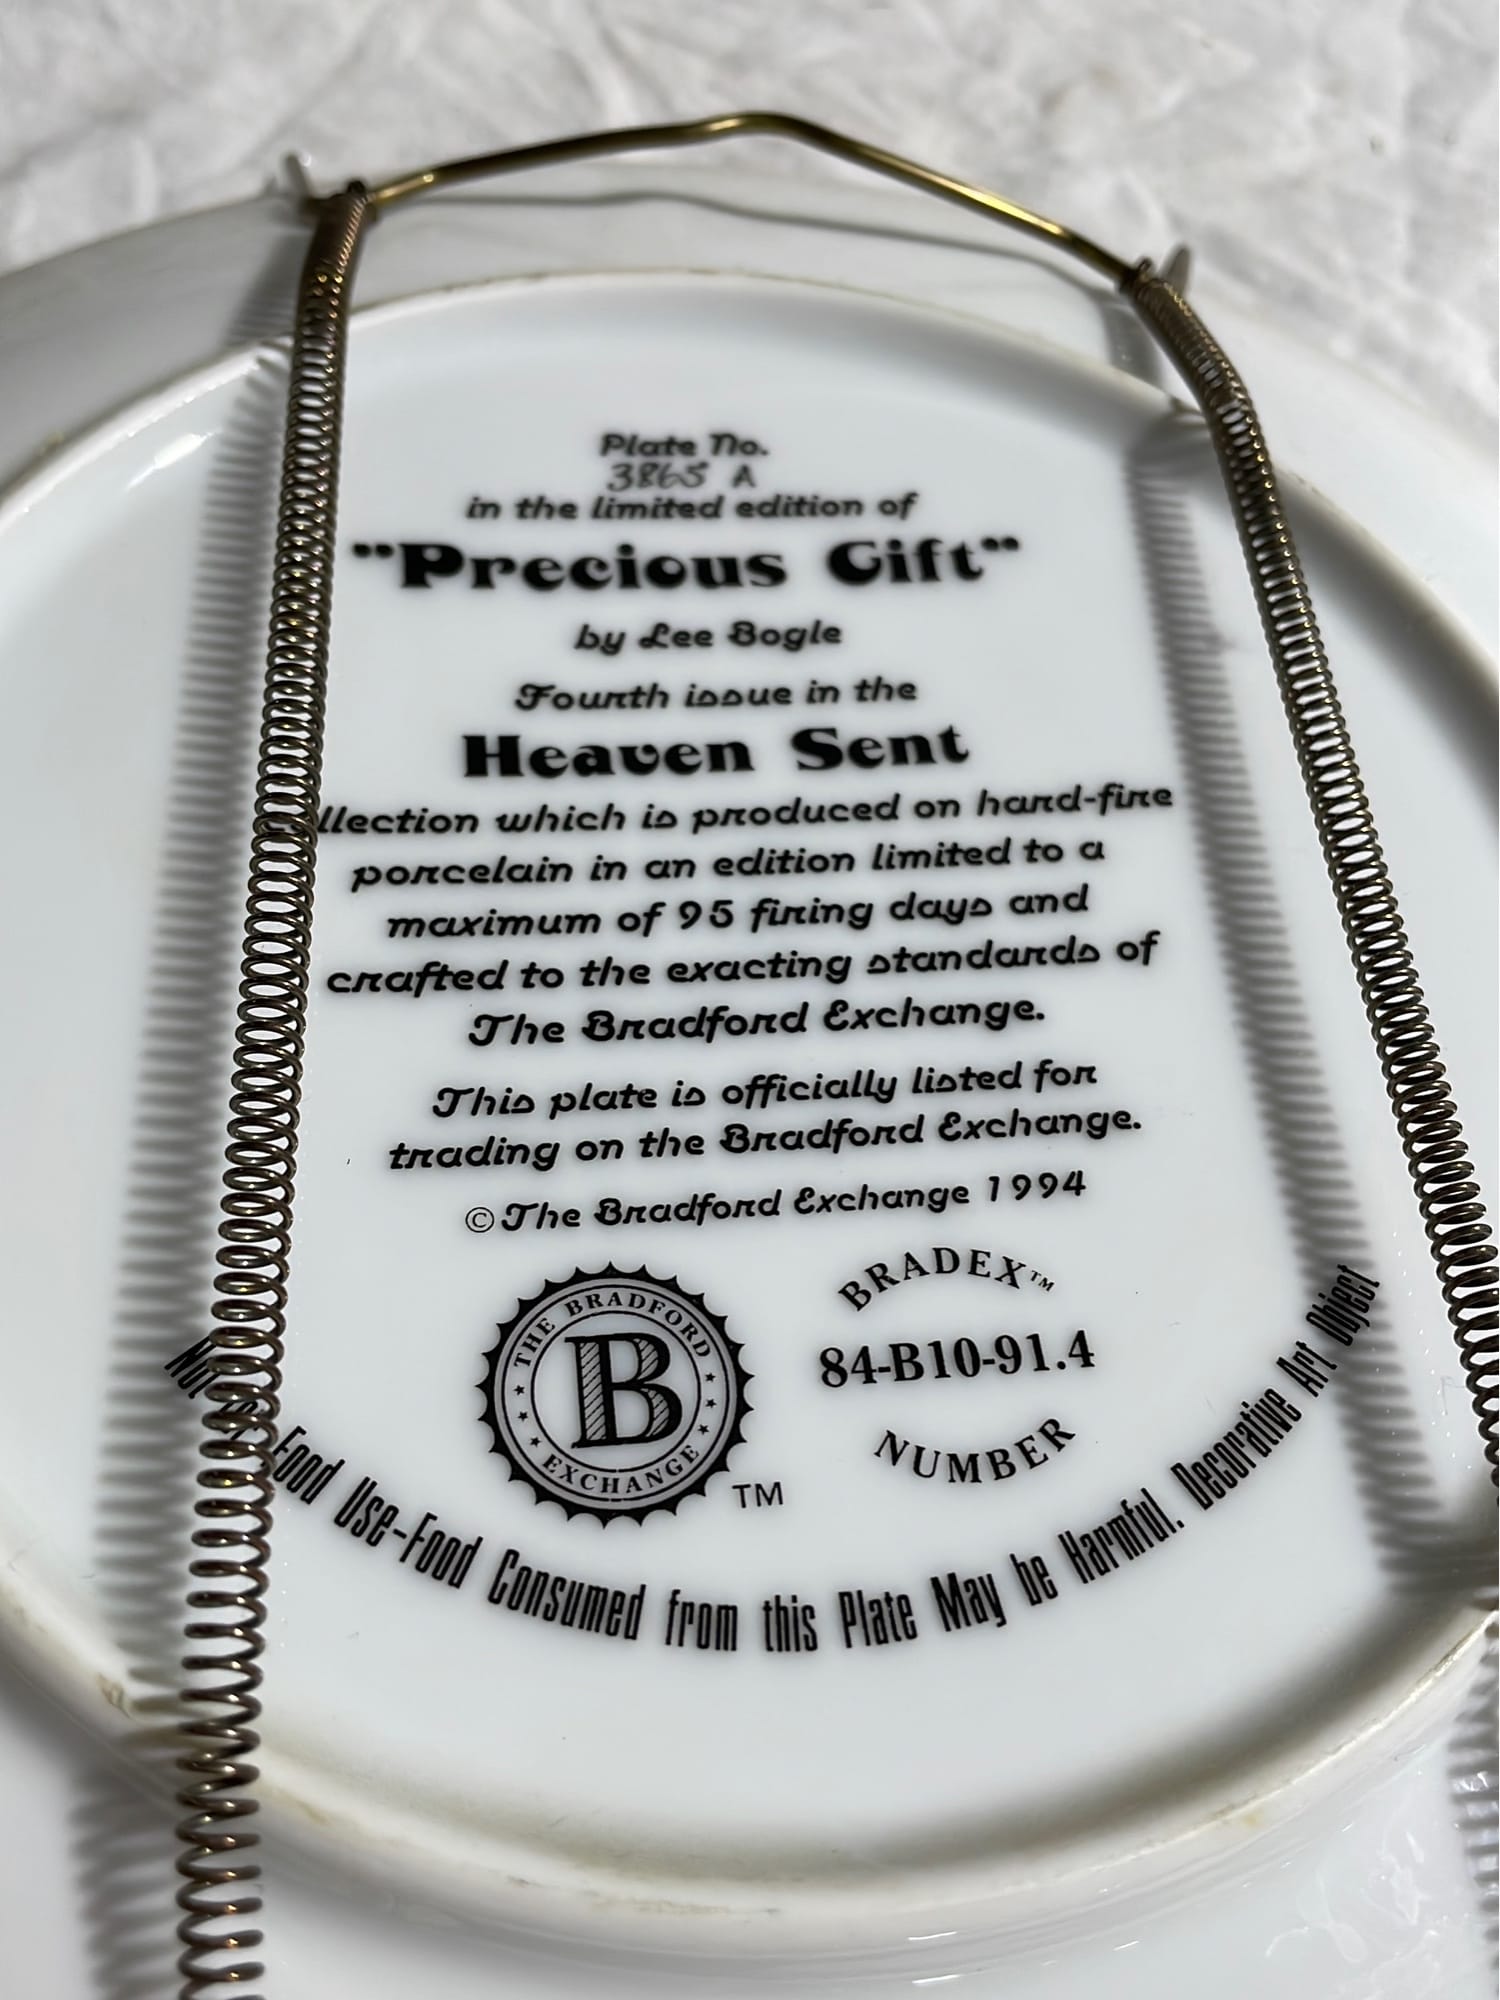 Plate No.
3865 A
in the limited edition of
"Precious Gift"
by Lee Bogle
Fourth issue in the
Heaven Sent
llection which is produced on hard-fire
porcelain in an edition limited to a
maximum of 95 firing days and
crafted to the exacting standards of
The Bradford Exchange.
This plate is officially listed for
trading on the Bradford Exchange.
© The Bradford Exchange 1994
THE BRADFORD
B
EXCHANGE
TM
BRADEX™
84-B10-91.4
NUMBER
Not Food Use-Food Consumed from this Plate May be Harmful. Decorative Art Object